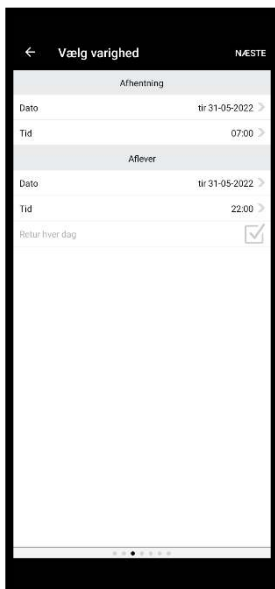 Vælg varighed NÆSTE
Afhentning
Dato tir 31-05-2022
Tid 07:00
Aflever
Dato tir 31-05-2022
Tid 22:00
Retur hver dag